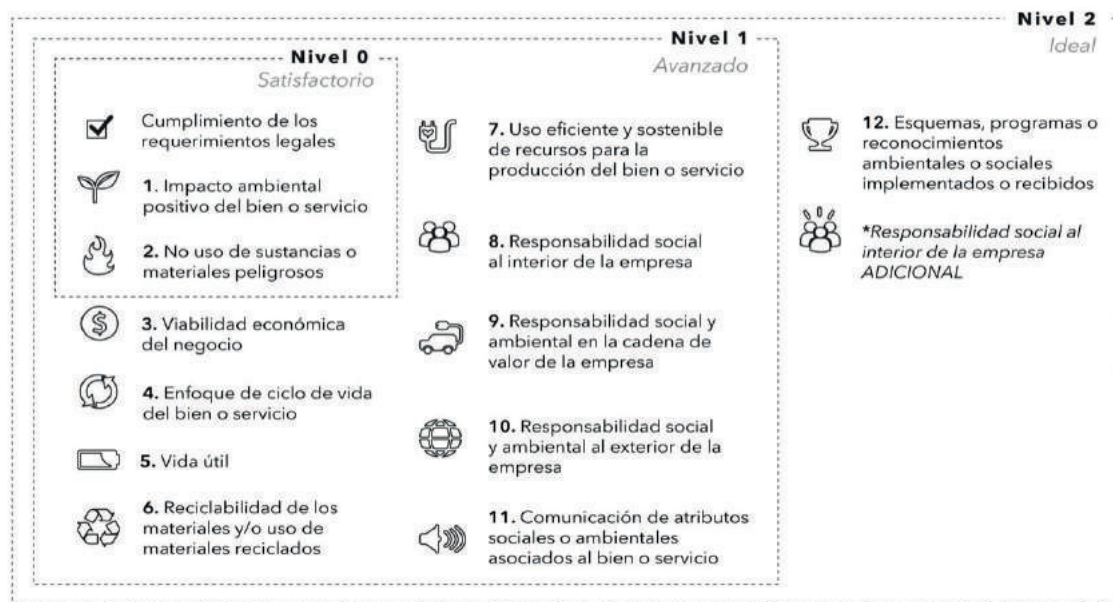 Nivel 2
Ideal
Nivel 1
Avanzado
Nivel 0
Satisfactorio
Cumplimiento de los
requerimientos legales
1. Impacto ambiental
positivo del bien o servicio
2. No uso de sustancias o
materiales peligrosos
3. Viabilidad económica
del negocio
4. Enfoque de ciclo de vida
del bien o servicio
5. Vida útil
6. Reciclabilidad de los
materiales y/o uso de
materiales reciclados
7. Uso eficiente y sostenible
de recursos para la
producción del bien o servicio
8. Responsabilidad social
al interior de la empresa
9. Responsabilidad social y
ambiental en la cadena de
valor de la empresa
10. Responsabilidad social
y ambiental al exterior de la
empresa
11. Comunicación de atributos
sociales o ambientales
asociados al bien o servicio
12. Esquemas, programas o
reconocimientos
ambientales o sociales
implementados o recibidos
*Responsabilidad social al
interior de la empresa
ADICIONAL